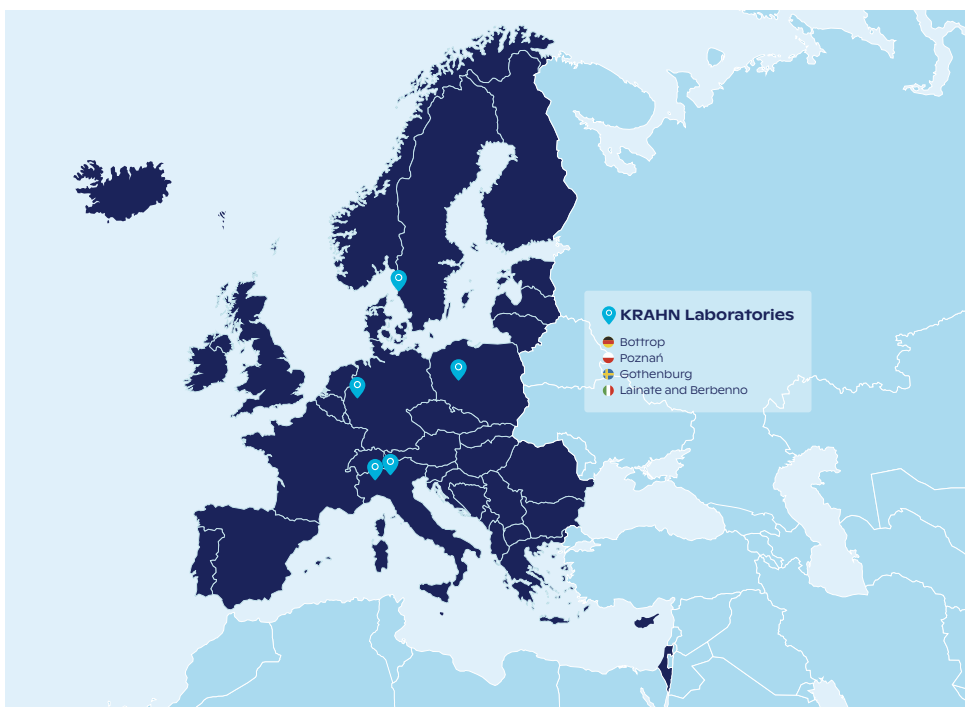 KRAHN Laboratories
Bottrop
Poznań
Gothenburg
Lainate and Berbenno